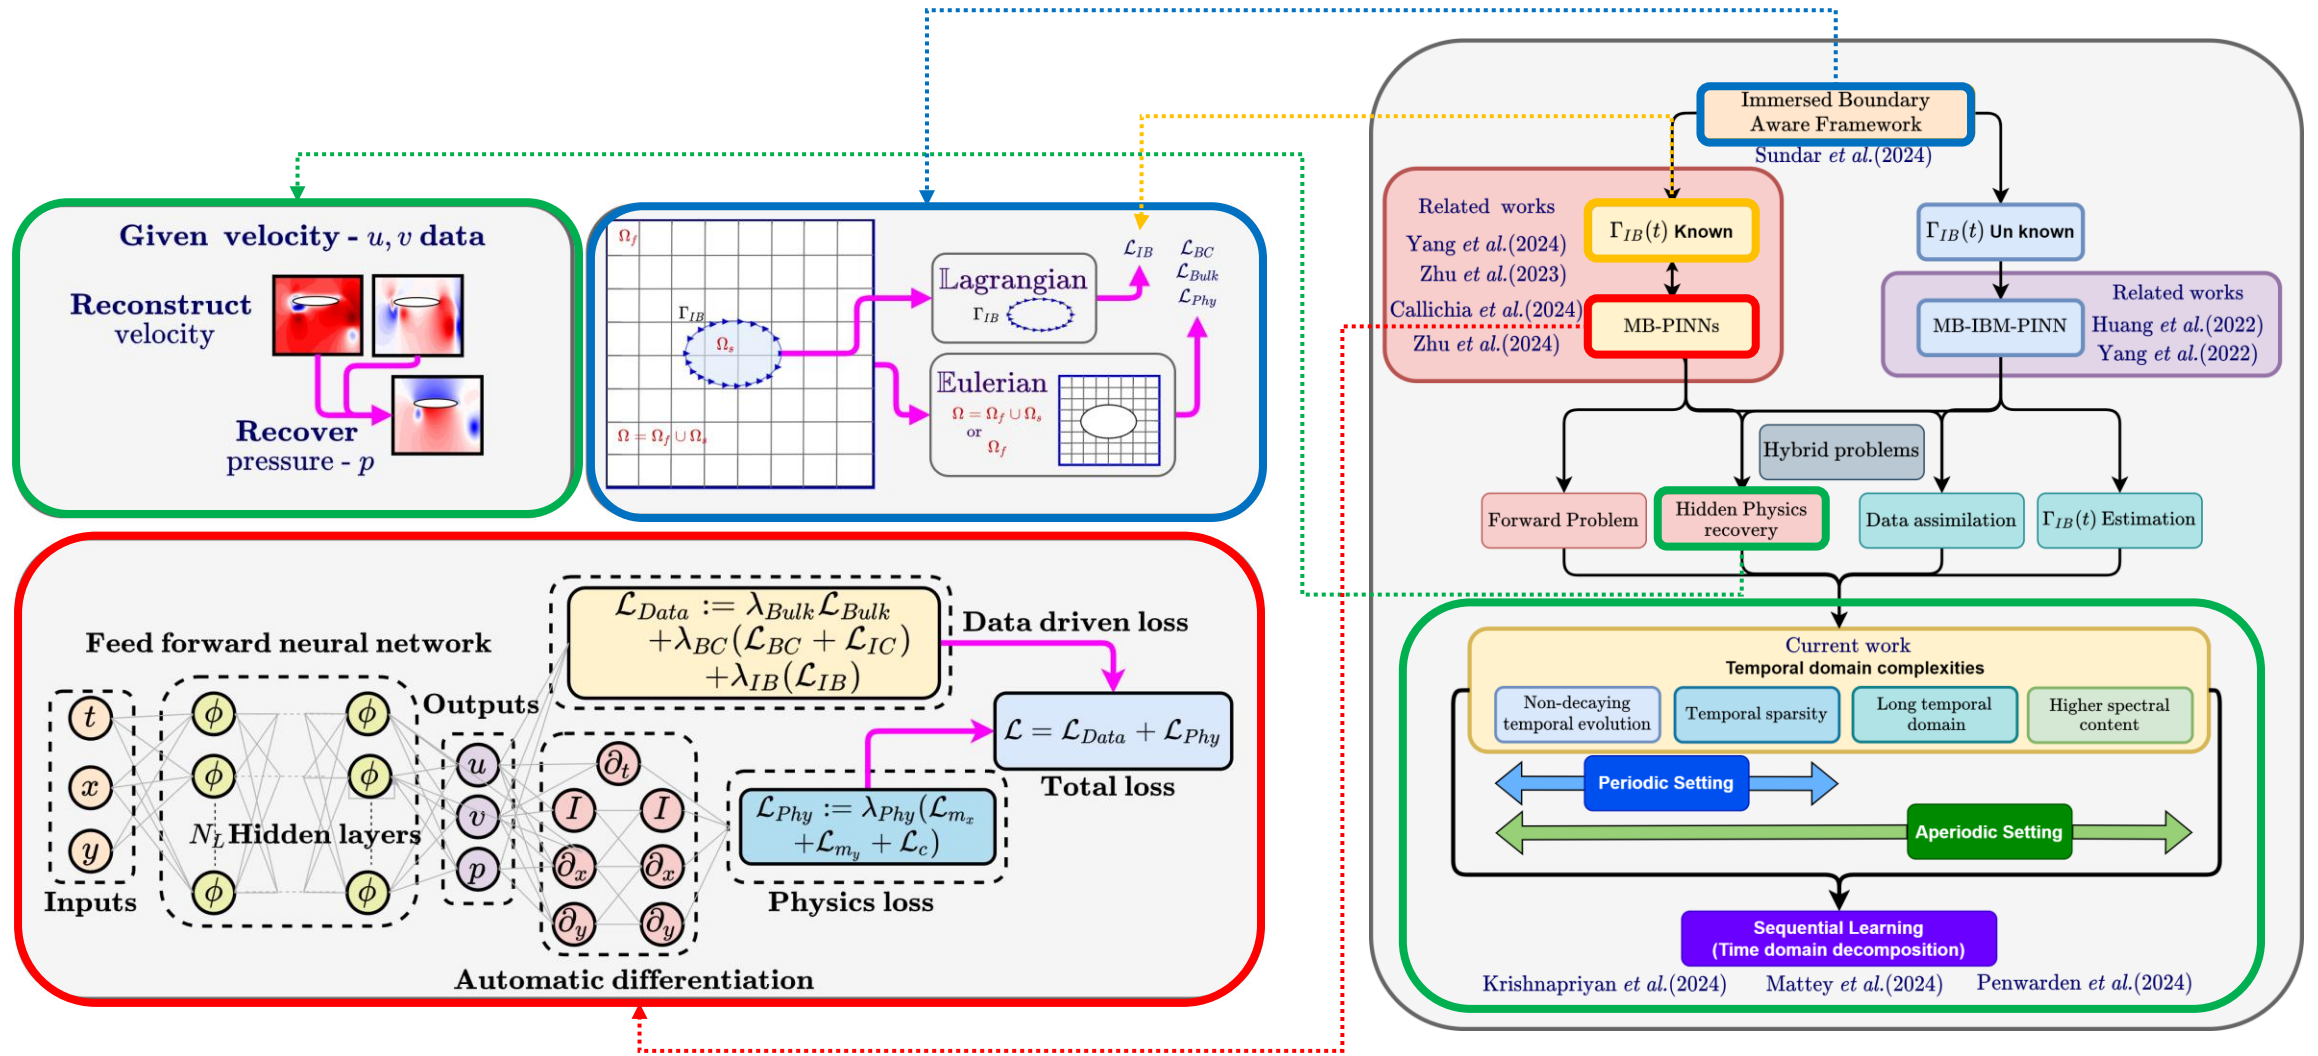 Given velocity - u, v data
Reconstruct
velocity
Recover
pressure - p
Ω_f
Γ_IB
Ω_s
Ω = Ω_f ∪ Ω_s
Lagrangian
Γ_IB
Eulerian
Ω = Ω_f ∪ Ω_s
or
Ω_f
ℒ_IB
ℒ_BC
ℒ_Bulk
ℒ_Phy
Feed forward neural network
t
x
y
Inputs
ϕ
ϕ
ϕ
ϕ
ϕ
ϕ
N_L Hidden layers
Outputs
u
v
p
∂_t
I
I
∂_x
∂_x
∂_y
∂_y
Automatic differentiation
ℒ_Data := λ_Bulk ℒ_Bulk
+λ_BC(ℒ_BC + ℒ_IC)
+λ_IB(ℒ_IB)
Data driven loss
ℒ = ℒ_Data + ℒ_Phy
Total loss
ℒ_Phy := λ_Phy(ℒ_{m_x}
+ℒ_{m_y} + ℒ_c)
Physics loss
Immersed Boundary
Aware Framework
Sundar et al.(2024)
Related works
Yang et al.(2024)
Zhu et al.(2023)
Callichia et al.(2024)
Zhu et al.(2024)
Γ_IB(t) Known
MB-PINNs
Γ_IB(t) Un known
MB-IBM-PINN
Related works
Huang et al.(2022)
Yang et al.(2022)
Hybrid problems
Forward Problem
Hidden Physics
recovery
Data assimilation
Γ_IB(t) Estimation
Current work
Temporal domain complexities
Non-decaying
temporal evolution
Temporal sparsity
Long temporal
domain
Higher spectral
content
Periodic Setting
Aperiodic Setting
Sequential Learning
(Time domain decomposition)
Krishnapriyan et al.(2024)
Mattey et al.(2024)
Penwarden et al.(2024)